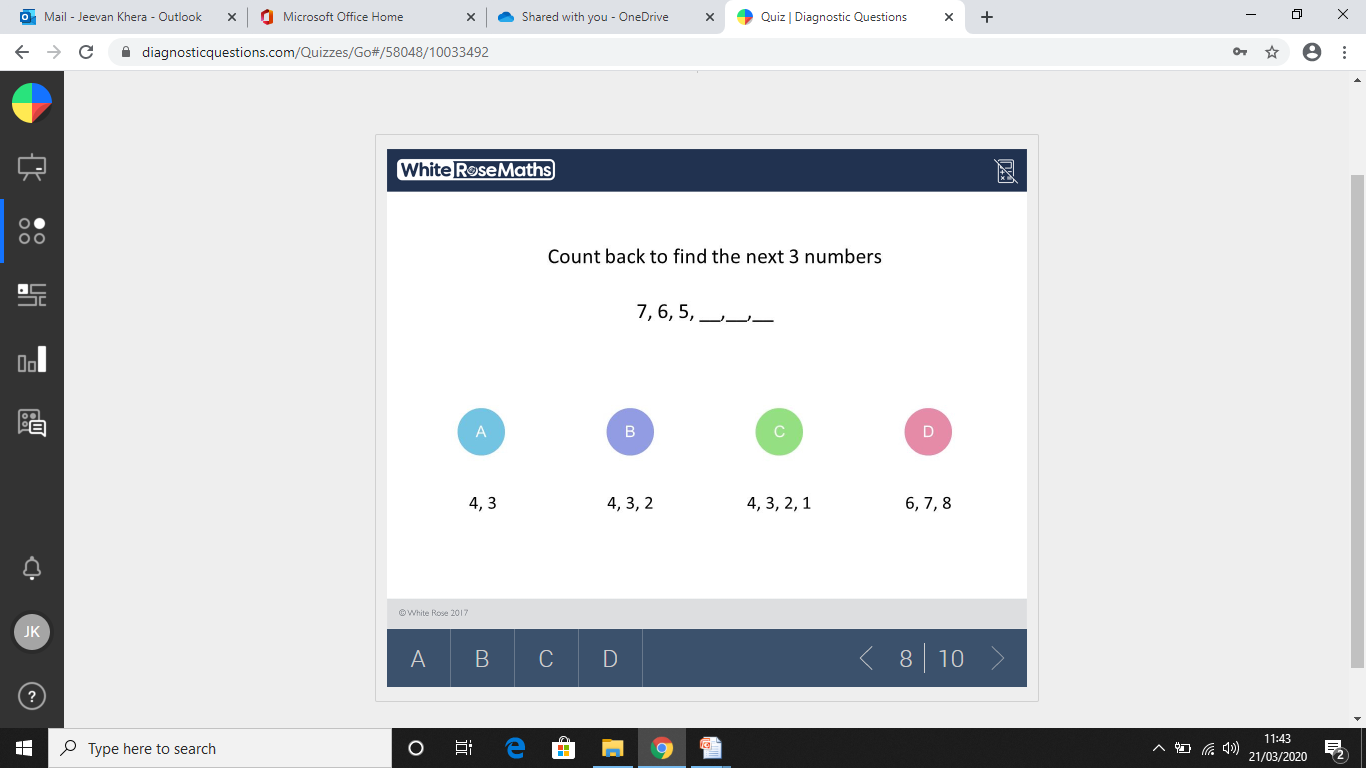 Mail - Jeevan Khera - Outlook
Microsoft Office Home
Shared with you - OneDrive
Quiz | Diagnostic Questions
diagnosticquestions.com/Quizzes/Go#/58048/10033492
White Rose Maths
Count back to find the next 3 numbers
7, 6, 5, __,__,__
A B C D
4, 3
4, 3, 2
4, 3, 2, 1
6, 7, 8
© White Rose 2017
A B C D 8 | 10
JK
?
Type here to search
11:43
21/03/2020
2